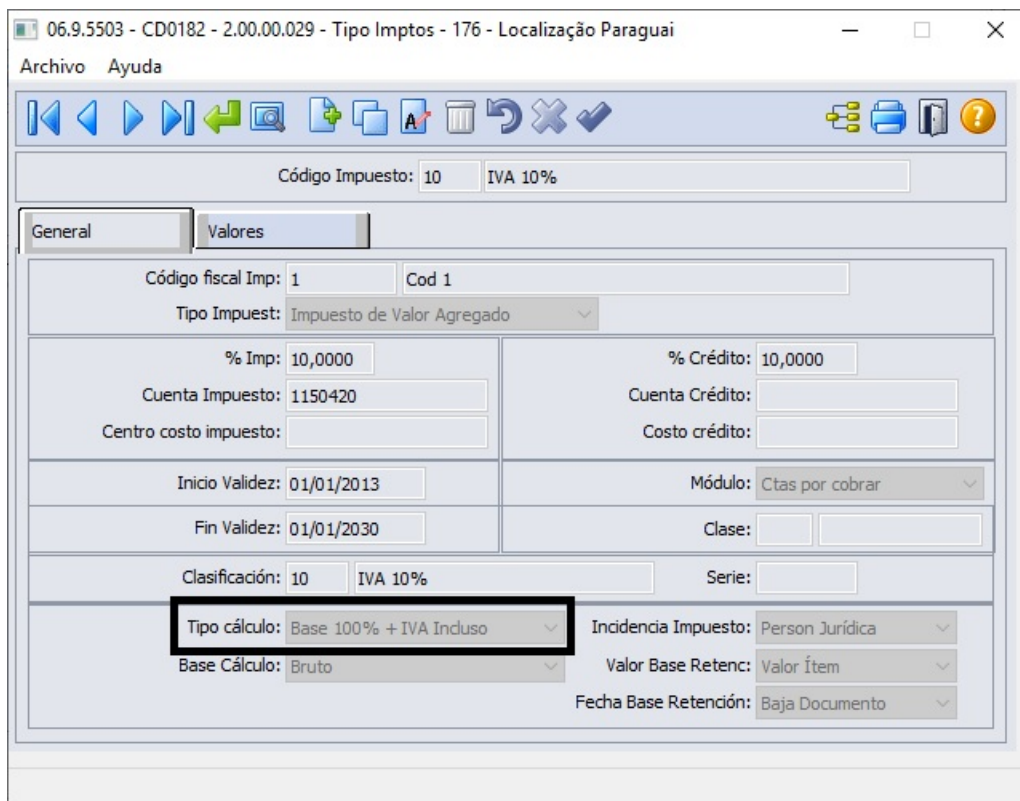 06.9.5503 - CD0182 - 2.00.00.029 - Tipo Imptos - 176 - Localização Paraguai
Archivo Ayuda
Código Impuesto: 10 IVA 10%
General Valores
Código fiscal Imp: 1 Cod 1
Tipo Impuest: Impuesto de Valor Agregado
% Imp: 10,0000 % Crédito: 10,0000
Cuenta Impuesto: 1150420 Cuenta Crédito:
Centro costo impuesto: Costo crédito:
Inicio Validez: 01/01/2013 Módulo: Ctas por cobrar
Fin Validez: 01/01/2030 Clase:
Clasificación: 10 IVA 10% Serie:
Tipo cálculo: Base 100% + IVA Incluso Incidencia Impuesto: Person Jurídica
Base Cálculo: Bruto Valor Base Retenc: Valor Ítem
Fecha Base Retención: Baja Documento